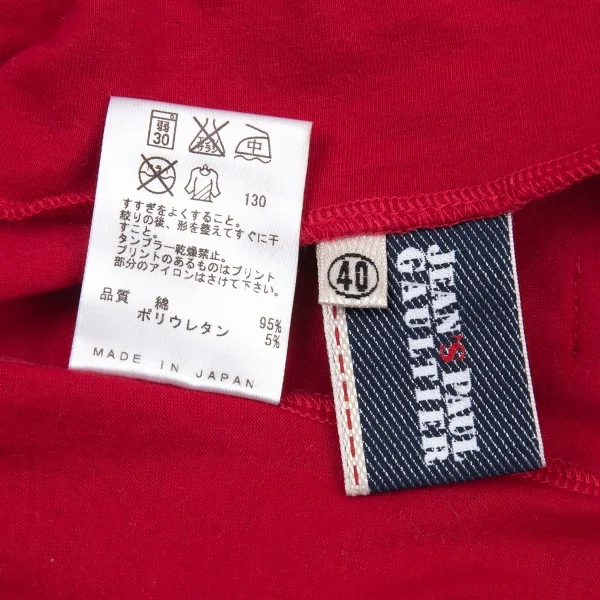 弱
30
中
ドライ
130
すすぎをよくすること。
絞りの後、形を整えてすぐに干
すこと。
タンブラー乾燥禁止。
プリントのあるものはプリント
部分のアイロンはさけて下さい。
品質 綿 95%
ポリウレタン 5%
MADE IN JAPAN
40
JEAN'S PAUL
GAULTIER